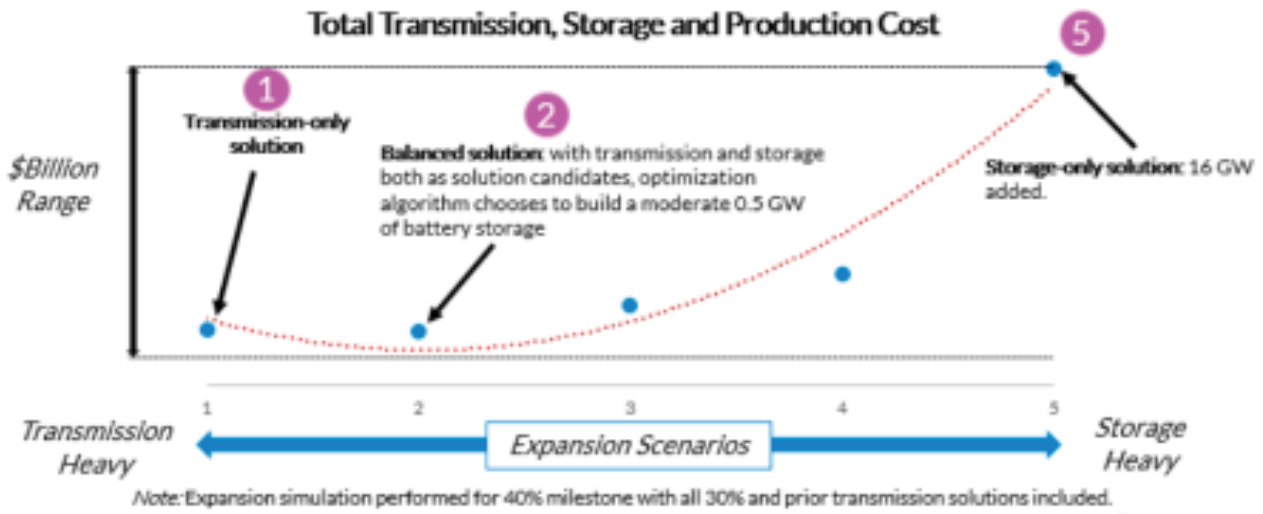 Total Transmission, Storage and Production Cost
5
1
Transmission-only
solution
2
Balanced solution: with transmission and storage
both as solution candidates, optimization
algorithm chooses to build a moderate 0.5 GW
of battery storage
$Billion
Range
Storage-only solution: 16 GW
added.
1 2 3 4 5
Transmission
Heavy
Expansion Scenarios
Storage
Heavy
Note: Expansion simulation performed for 40% milestone with all 30% and prior transmission solutions included.